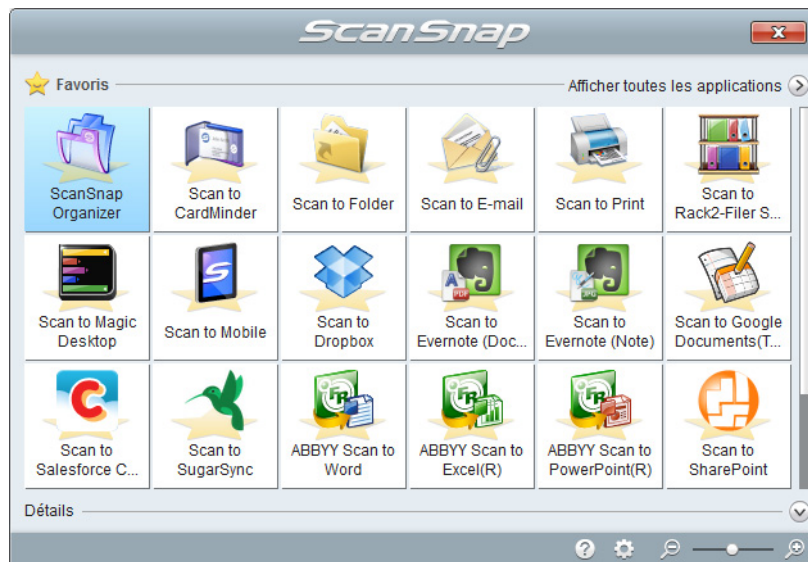 ScanSnap
Favoris
Afficher toutes les applications
ScanSnap
Organizer
Scan to
CardMinder
Scan to Folder
Scan to E-mail
Scan to Print
Scan to
Rack2-Filer S...
Scan to Magic
Desktop
Scan to Mobile
Scan to
Dropbox
Scan to
Evernote (Doc...
Scan to
Evernote (Note)
Scan to Google
Documents(T...
Scan to
Salesforce C...
Scan to
SugarSync
ABBYY Scan to
Word
ABBYY Scan to
Excel(R)
ABBYY Scan to
PowerPoint(R)
Scan to
SharePoint
Détails